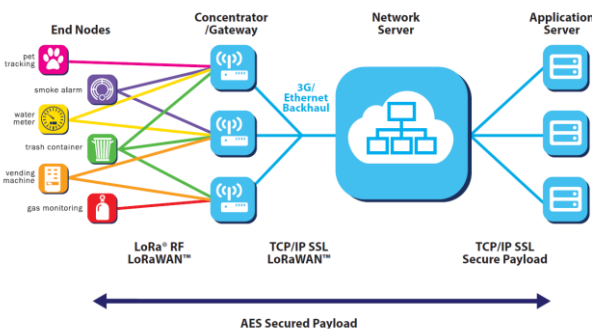 End Nodes
Concentrator
/Gateway
Network
Server
Application
Server
pet
tracking
smoke alarm
water
meter
trash container
vending
machine
gas monitoring
3G/
Ethernet
Backhaul
LoRa® RF
LoRaWAN™
TCP/IP SSL
LoRaWAN™
TCP/IP SSL
Secure Payload
AES Secured Payload